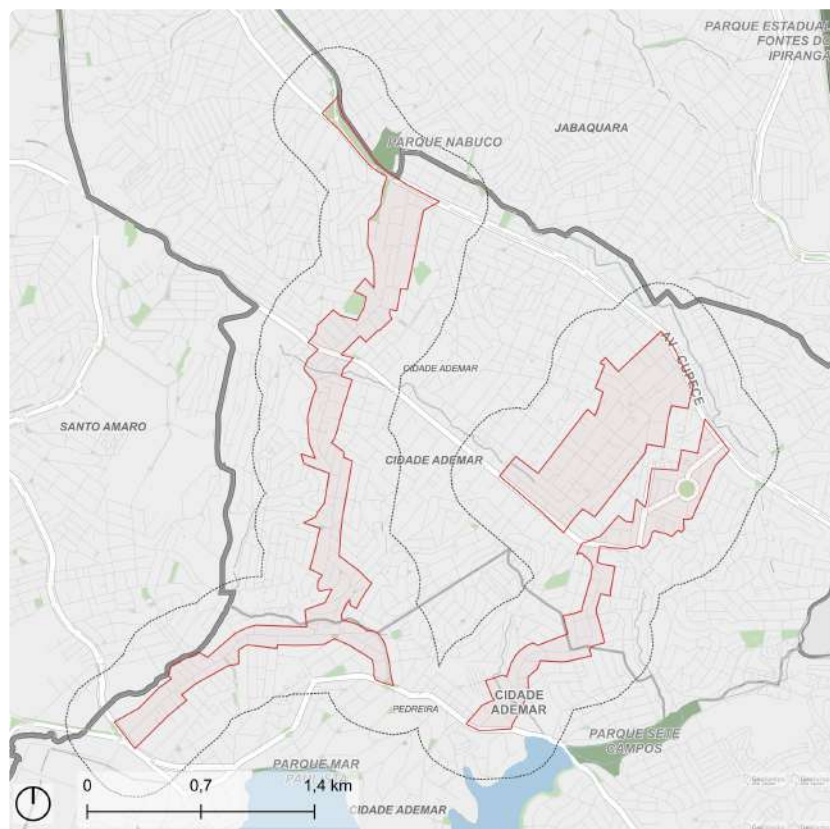 PARQUE ESTADUAL
FONTES DO
IPIRANGA
JABAQUARA
PARQUE NABUCO
AV. CUPECE
CIDADE ADEMAR
SANTO AMARO
CIDADE ADEMAR
CIDADE
ADEMAR
PEDREIRA
PARQUE SETE
CAMPOS
PARQUE MAR
PAULISTA
0 0,7 1,4 km
CIDADE ADEMAR